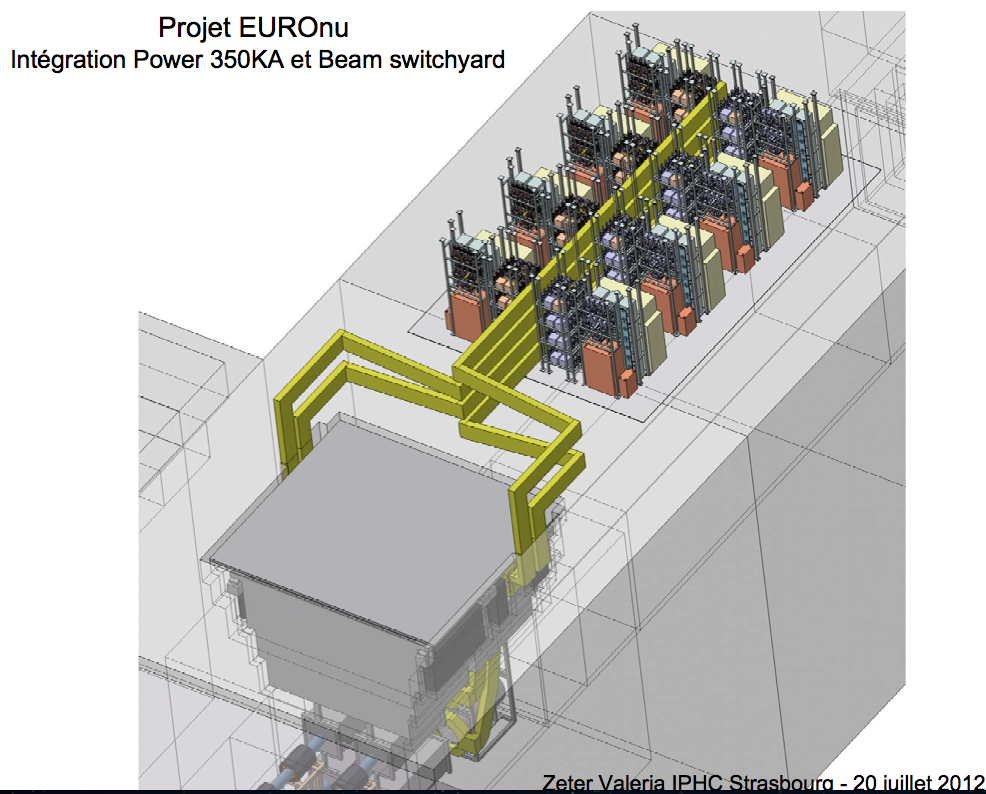 Projet EUROnu
Intégration Power 350KA et Beam switchyard
Zeter Valeria IPHC Strasbourg - 20 juillet 2012